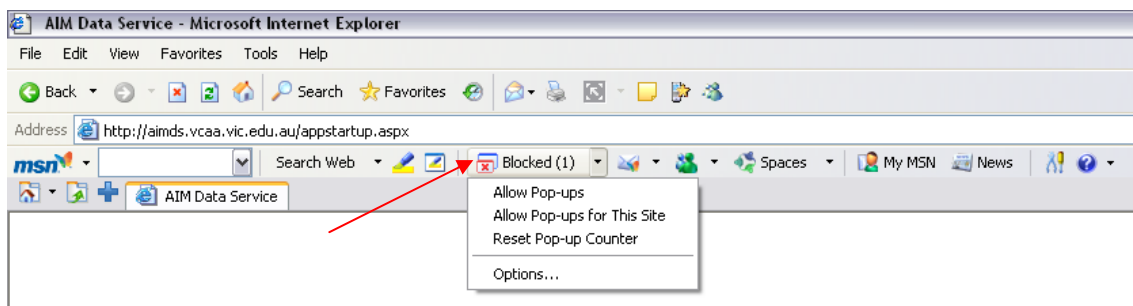 AIM Data Service - Microsoft Internet Explorer
File Edit View Favorites Tools Help
Back Search Favorites
Address http://aimds.vcaa.vic.edu.au/appstartup.aspx
msn Search Web Blocked (1) Spaces My MSN News
AIM Data Service
Allow Pop-ups
Allow Pop-ups for This Site
Reset Pop-up Counter
Options...